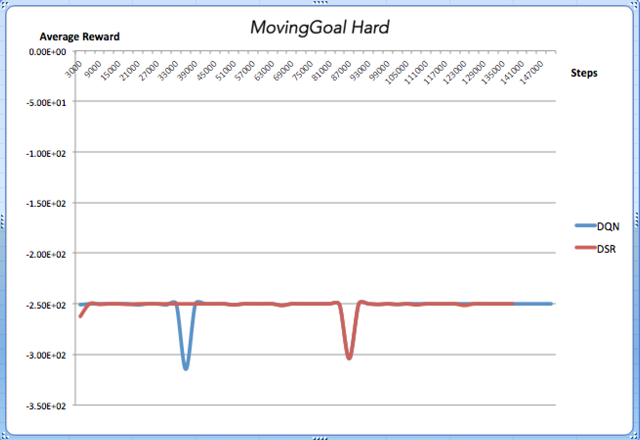 MovingGoal Hard
Average Reward
0.00E+00
-5.00E+01
-1.00E+02
-1.50E+02
-2.00E+02
-2.50E+02
-3.00E+02
-3.50E+02
3000
9000
15000
21000
27000
33000
39000
45000
51000
57000
63000
69000
75000
81000
87000
93000
99000
105000
111000
117000
123000
129000
135000
141000
147000
Steps
DQN
DSR